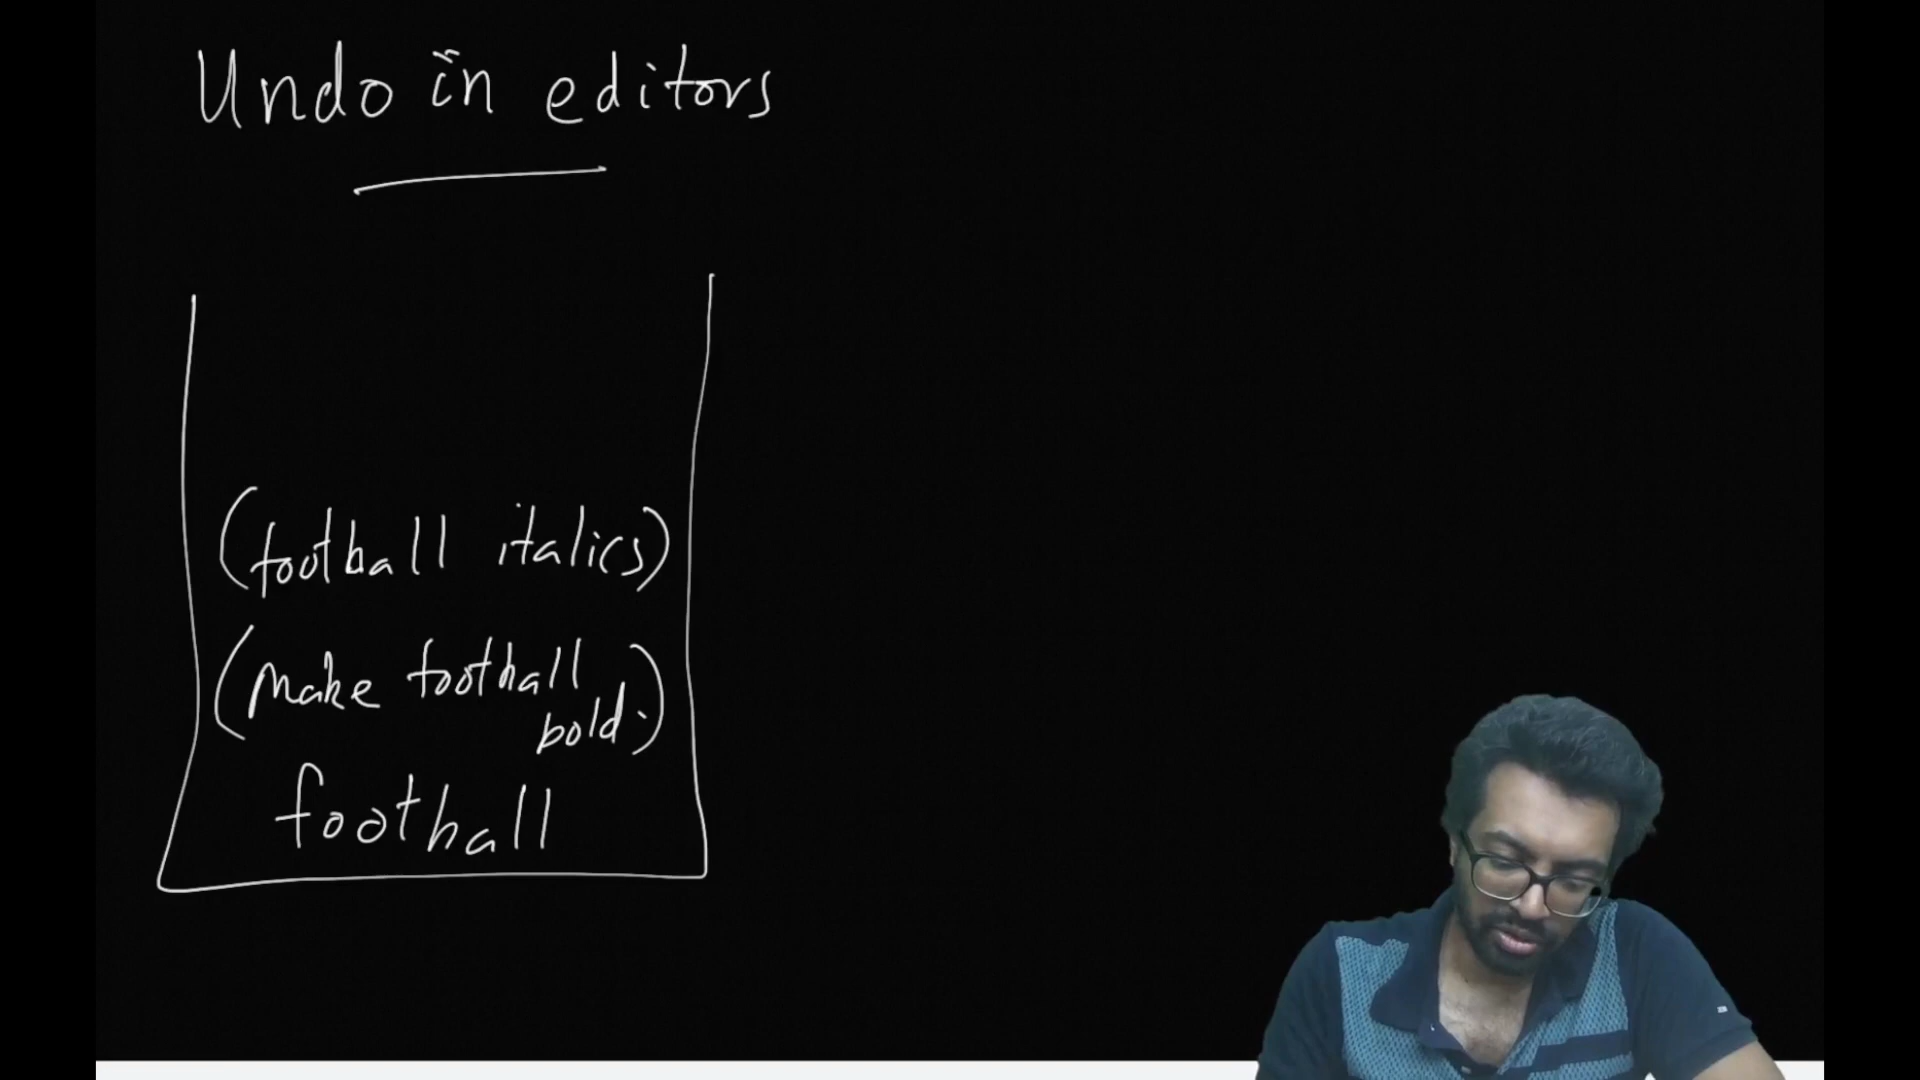 Undo in editors
(football italics)
(Make football
bold.)
football